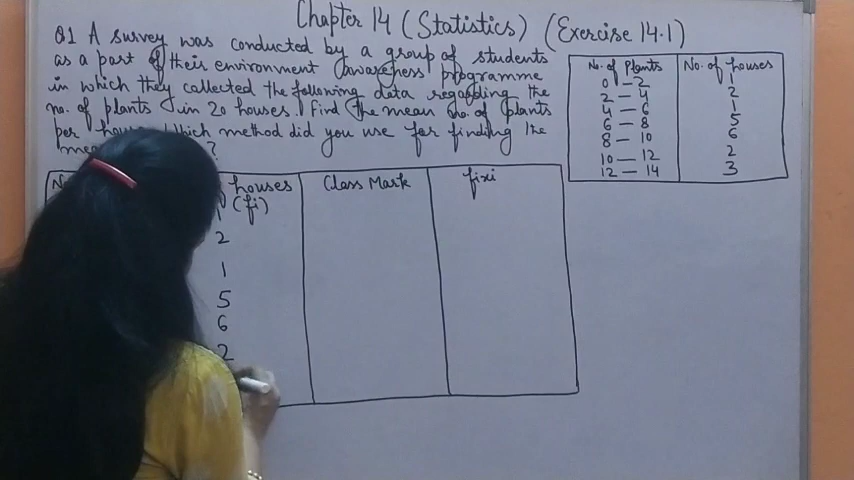 Chapter 14 (Statistics) (Exercise 14.1)
Q1 A survey was conducted by a group of students
as a part of their environment awareness programme
in which they collected the following data regarding the
no. of plants in 20 houses. Find the mean no. of plants
per which method did you use for finding the
?
No. of Plants No. of houses
0 — 2 1
2 — 4 2
4 — 6 1
6 — 8 5
8 — 10 6
10 — 12 2
12 — 14 3
houses Class Mark fixi
(fi)
1
2
1
5
6
2